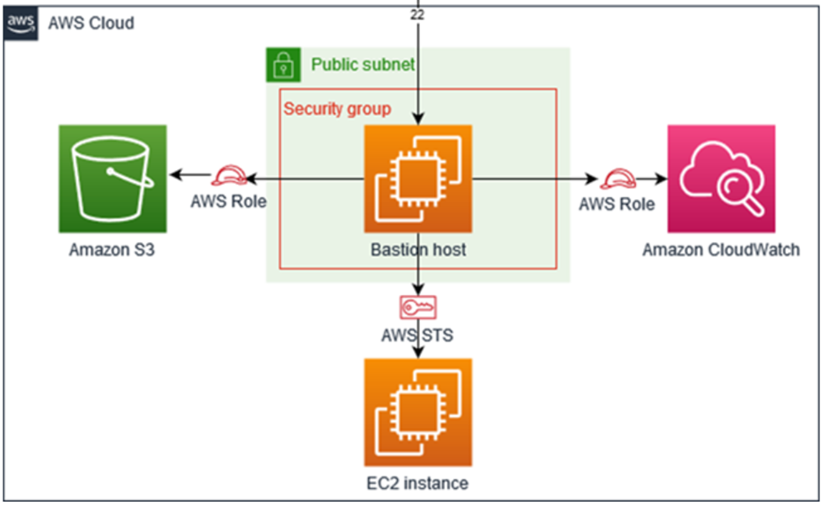 22
aws
AWS Cloud
Public subnet
Security group
AWS Role
AWS Role
Amazon S3
Bastion host
Amazon CloudWatch
AWS STS
EC2 instance